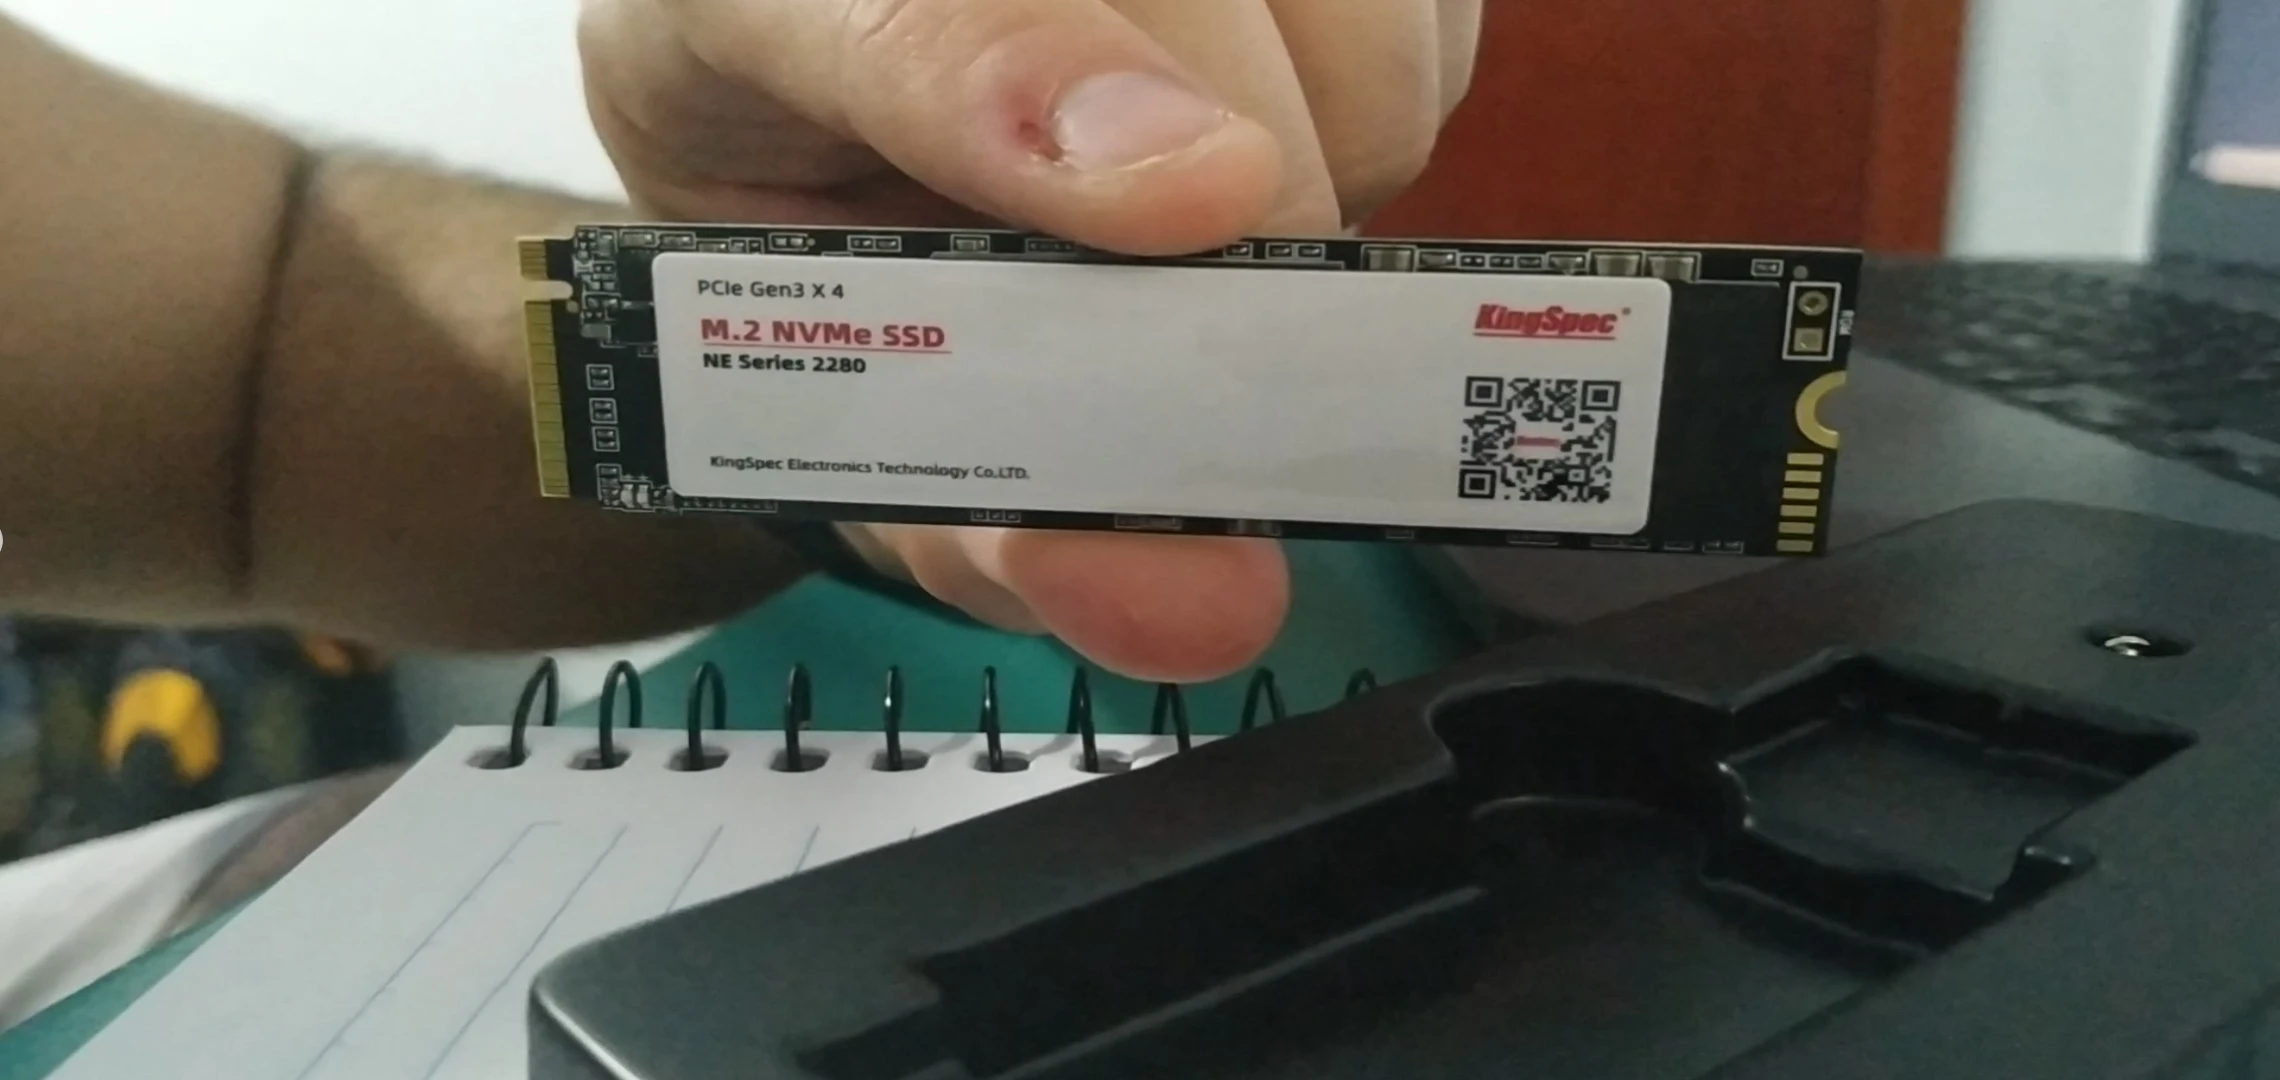 PCIe Gen3 X 4
M.2 NVMe SSD
NE Series 2280
KingSpec®
KingSpec Electronics Technology Co.LTD.